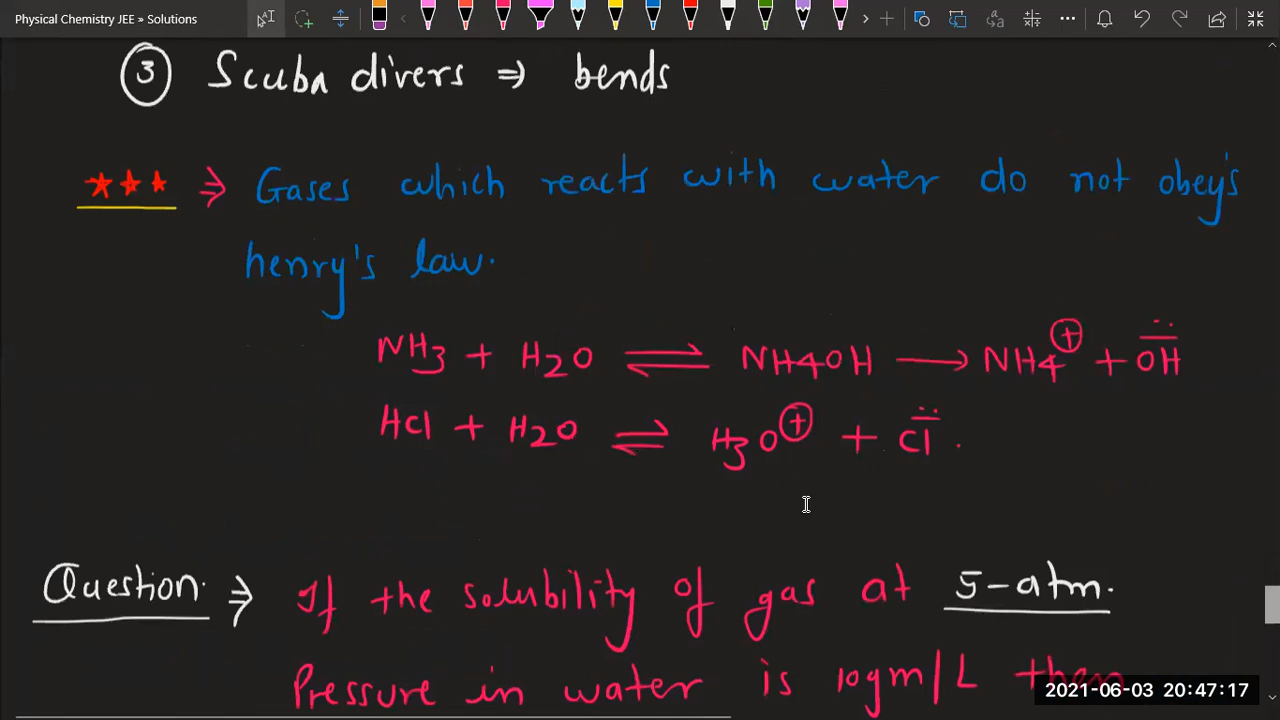 Physical Chemistry JEE » Solutions
③ Scuba divers ⇒ bends
*** ⇒ Gases which reacts with water do not obey's
henry's law.
NH3 + H2O ⇌ NH4OH ⟶ NH4⊕ + OH⁻
HCl + H2O ⇌ H3O⊕ + Cl⁻.
Question. ⇒ If the solubility of gas at 5-atm.
Pressure in water is 10gm/L then
2021-06-03 20:47:17